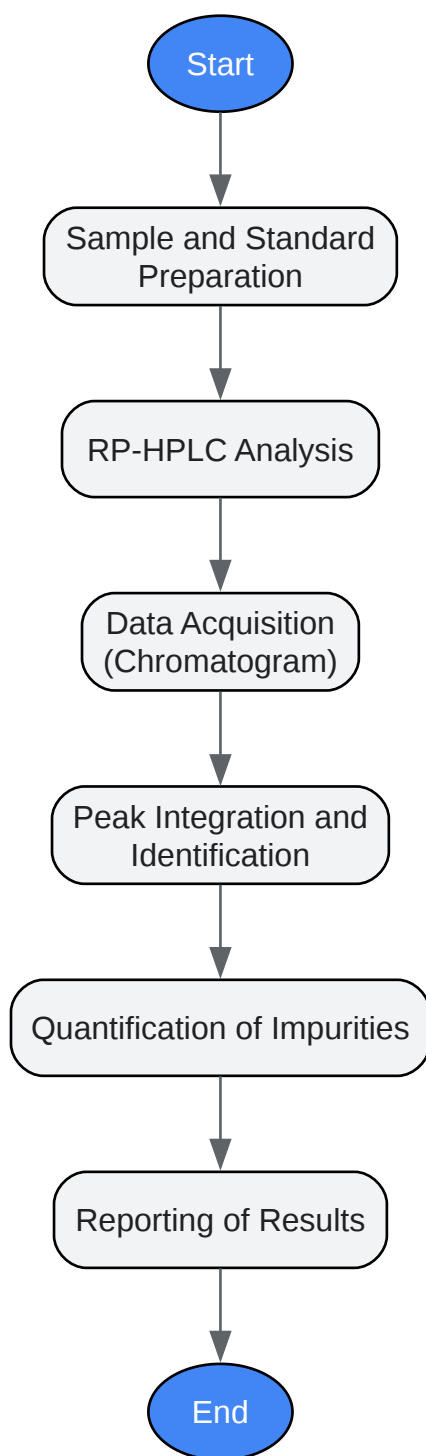 Start
Sample and Standard
Preparation
RP-HPLC Analysis
Data Acquisition
(Chromatogram)
Peak Integration and
Identification
Quantification of Impurities
Reporting of Results
End